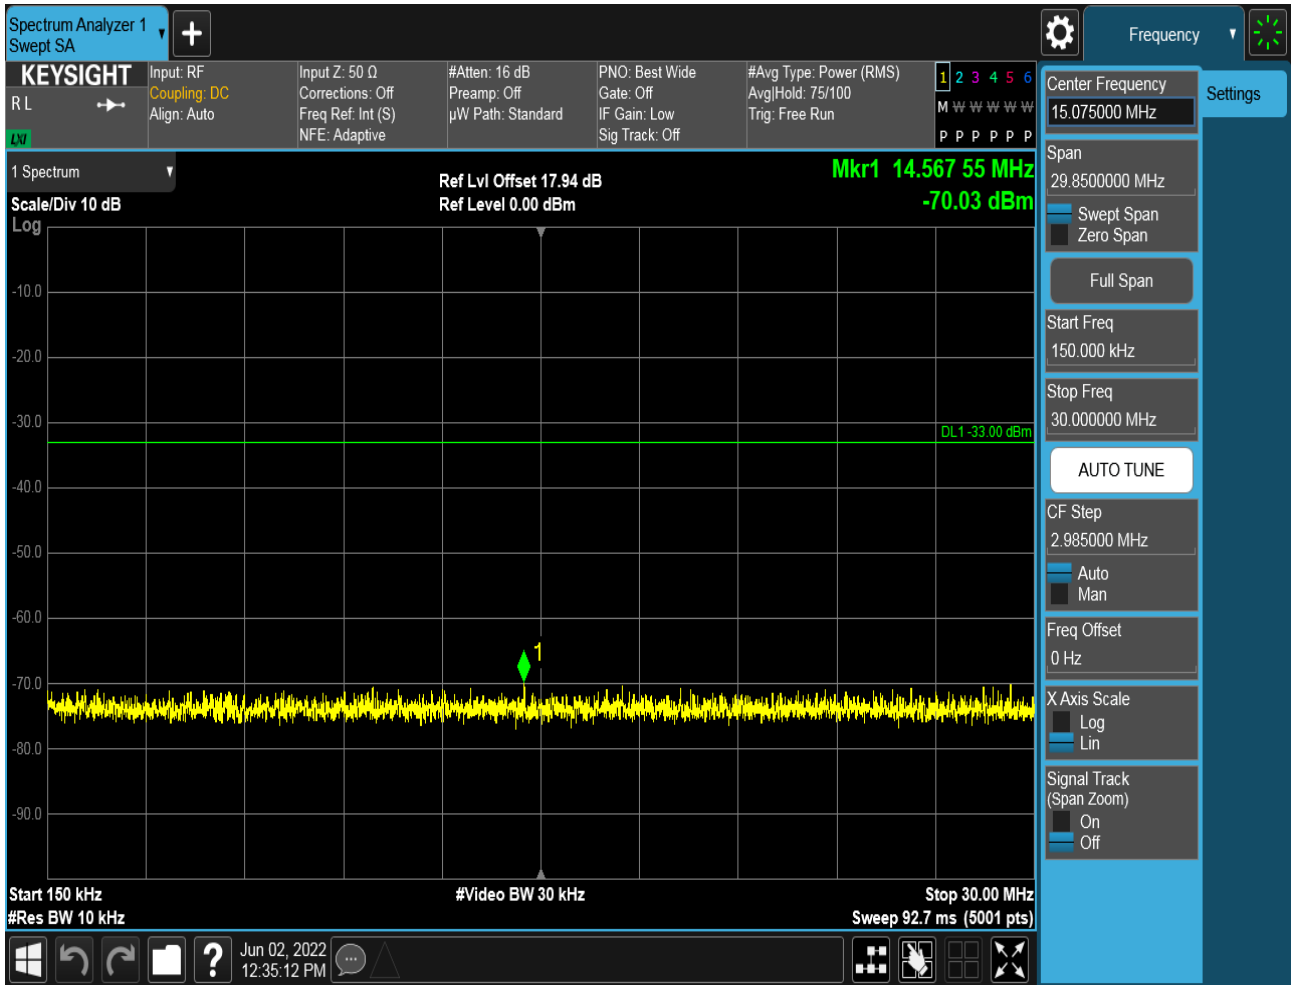 Spectrum Analyzer 1
Swept SA
Frequency
KEYSIGHT
R L
LXI
Input: RF
Coupling: DC
Align: Auto
Input Z: 50 Ω
Corrections: Off
Freq Ref: Int (S)
NFE: Adaptive
#Atten: 16 dB
Preamp: Off
µW Path: Standard
PNO: Best Wide
Gate: Off
IF Gain: Low
Sig Track: Off
#Avg Type: Power (RMS)
Avg|Hold: 75/100
Trig: Free Run
1 2 3 4 5 6
M W W W W W
P P P P P P
1 Spectrum
Scale/Div 10 dB
Log
Ref Lvl Offset 17.94 dB
Ref Level 0.00 dBm
Mkr1 14.567 55 MHz
-70.03 dBm
-10.0
-20.0
-30.0
DL1 -33.00 dBm
-40.0
-50.0
-60.0
1
-70.0
-80.0
-90.0
Start 150 kHz
#Video BW 30 kHz
Stop 30.00 MHz
#Res BW 10 kHz
Sweep 92.7 ms (5001 pts)
Center Frequency
15.075000 MHz
Settings
Span
29.8500000 MHz
Swept Span
Zero Span
Full Span
Start Freq
150.000 kHz
Stop Freq
30.000000 MHz
AUTO TUNE
CF Step
2.985000 MHz
Auto
Man
Freq Offset
0 Hz
X Axis Scale
Log
Lin
Signal Track
(Span Zoom)
On
Off
?
Jun 02, 2022
12:35:12 PM